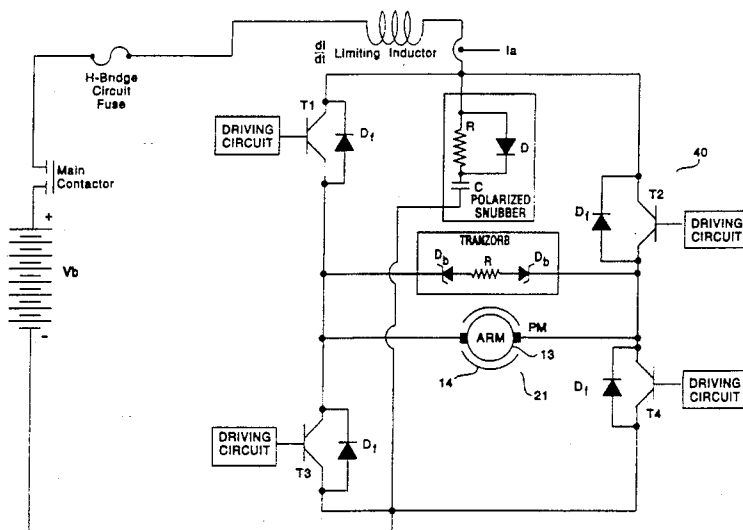 dI
dt
Limiting Inductor
Ia
H-Bridge
Circuit
Fuse
T1
DRIVING
CIRCUIT
Df
R
D
C
POLARIZED
SNUBBER
40
Main
Contactor
+
Vb
-
Df
T2
DRIVING
CIRCUIT
TRANZORB
Db
R
Db
ARM
PM
13
14
21
Df
DRIVING
CIRCUIT
T4
DRIVING
CIRCUIT
Df
T3